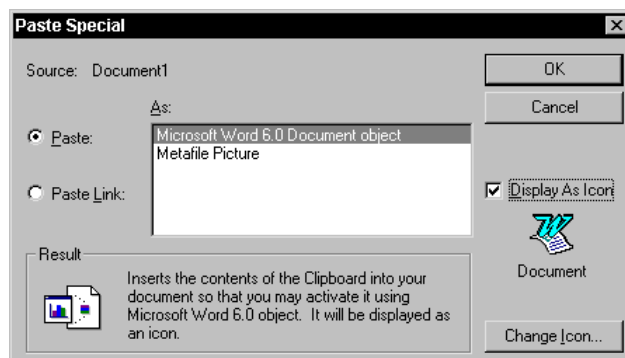 Paste Special
Source: Document1
OK
Cancel
As:
Paste:
Microsoft Word 6.0 Document object
Metafile Picture
Paste Link:
Display As Icon
Document
Result
Inserts the contents of the Clipboard into your
document so that you may activate it using
Microsoft Word 6.0 object. It will be displayed as
an icon.
Change Icon...